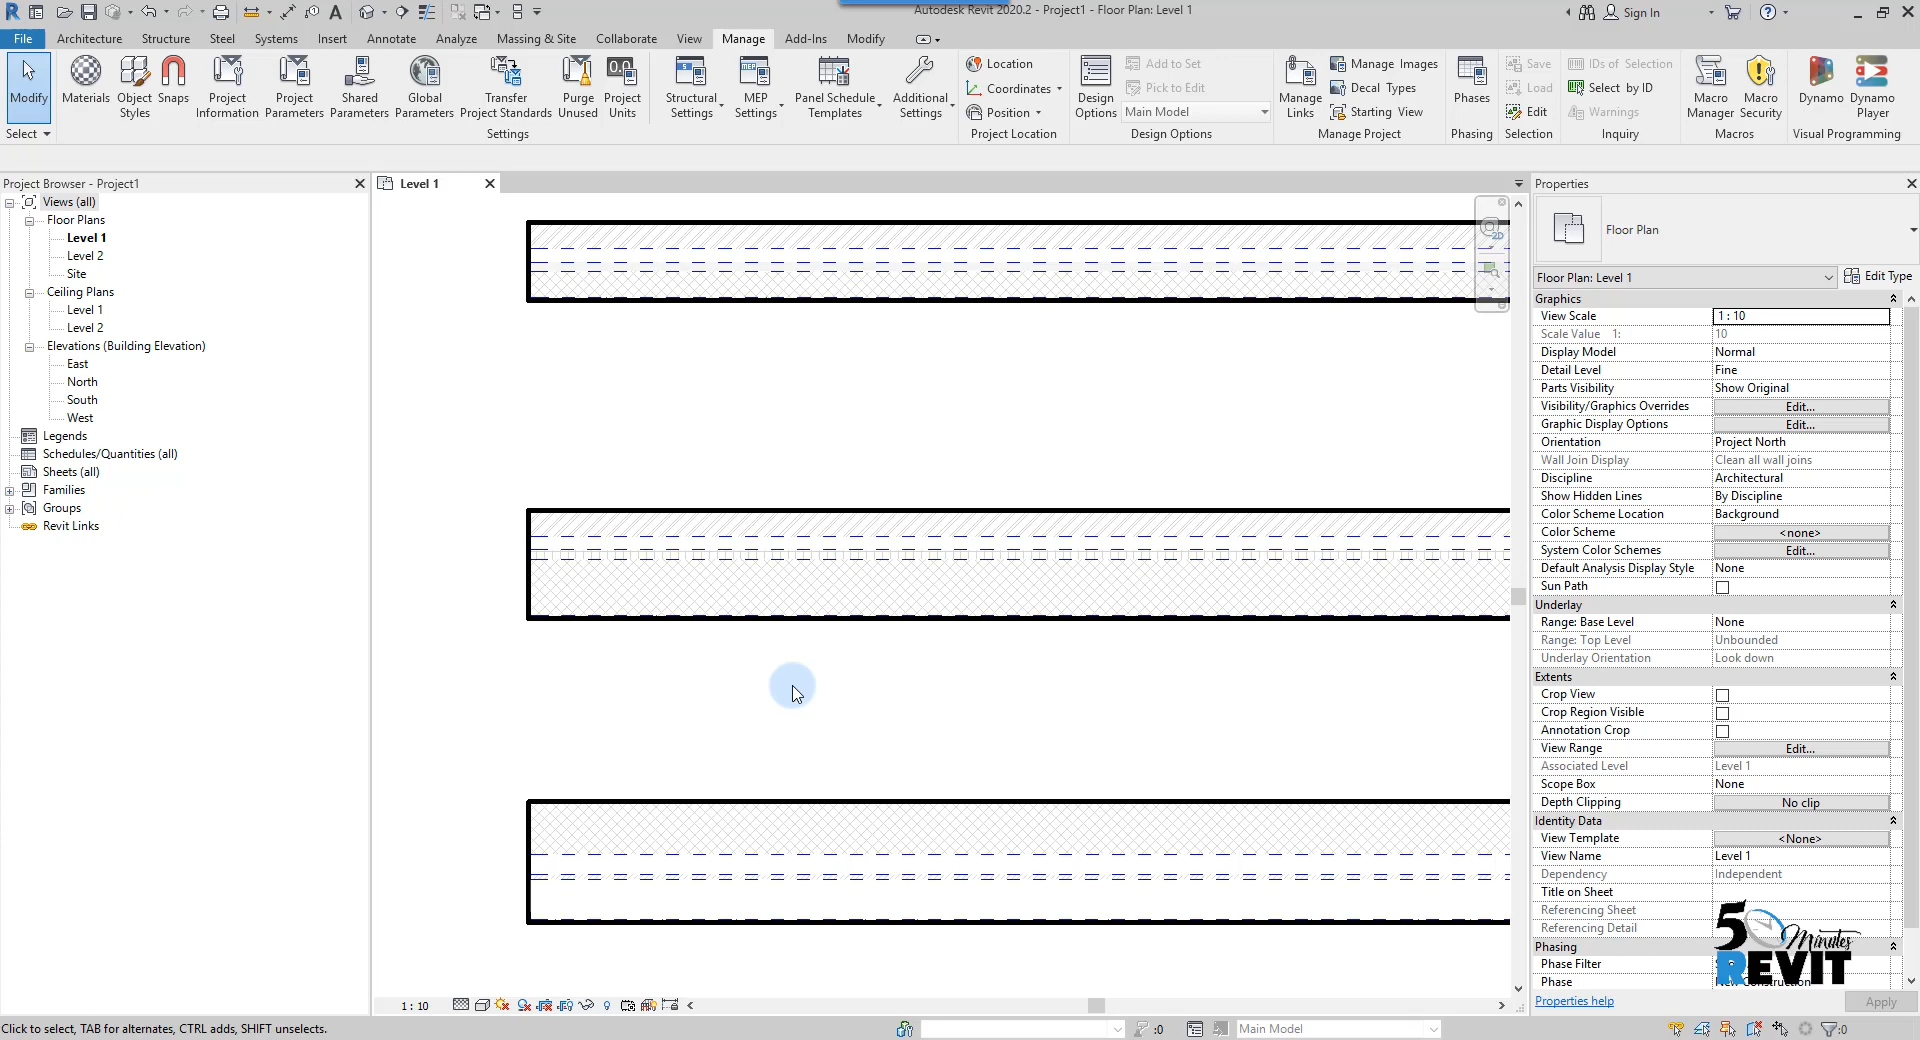 Autodesk Revit 2020.2 - Project1 - Floor Plan: Level 1
Sign In
File Architecture Structure Steel Systems Insert Annotate Analyze Massing & Site Collaborate View Manage Add-Ins Modify
Modify
Materials
Object Styles
Snaps
Project Information
Project Parameters
Shared Parameters
Global Parameters
Transfer Project Standards
Purge Unused
Project Units
Structural Settings
MEP Settings
Panel Schedule Templates
Additional Settings
Location
Coordinates
Position
Design Options
Add to Set
Pick to Edit
Main Model
Manage Links
Manage Images
Decal Types
Starting View
Phases
Save
Load
Edit
IDs of Selection
Select by ID
Warnings
Macro Manager
Macro Security
Dynamo
Dynamo Player
Select
Settings
Project Location
Design Options
Manage Project
Phasing
Selection
Inquiry
Macros
Visual Programming
Project Browser - Project1
Views (all)
Floor Plans
Level 1
Level 2
Site
Ceiling Plans
Level 1
Level 2
Elevations (Building Elevation)
East
North
South
West
Legends
Schedules/Quantities (all)
Sheets (all)
Families
Groups
Revit Links
Level 1
2D
Properties
Floor Plan
Floor Plan: Level 1
Edit Type
Graphics
View Scale 1 : 10
Scale Value 1: 10
Display Model Normal
Detail Level Fine
Parts Visibility Show Original
Visibility/Graphics Overrides Edit...
Graphic Display Options Edit...
Orientation Project North
Wall Join Display Clean all wall joins
Discipline Architectural
Show Hidden Lines By Discipline
Color Scheme Location Background
Color Scheme <none>
System Color Schemes Edit...
Default Analysis Display Style None
Sun Path
Underlay
Range: Base Level None
Range: Top Level Unbounded
Underlay Orientation Look down
Extents
Crop View
Crop Region Visible
Annotation Crop
View Range Edit...
Associated Level Level 1
Scope Box None
Depth Clipping No clip
Identity Data
View Template <None>
View Name Level 1
Dependency Independent
Title on Sheet
Referencing Sheet
Referencing Detail
Phasing
Phase Filter
Phase New Construction
5 Minutes
REVIT
Properties help
Apply
1 : 10
Click to select, TAB for alternates, CTRL adds, SHIFT unselects.
:0
Main Model
:0